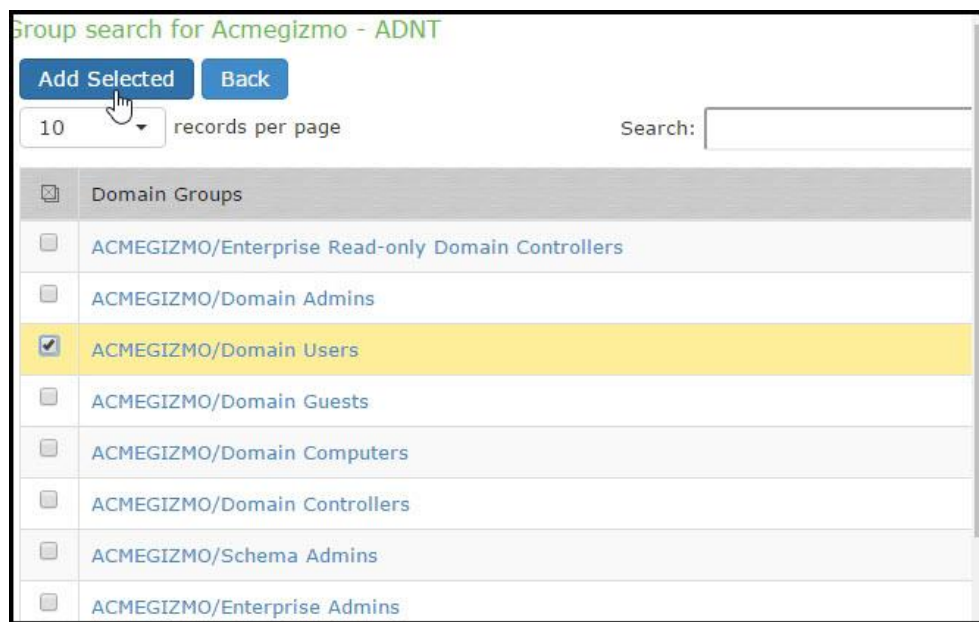 Group search for Acmegizmo - ADNT
Add Selected Back
10 records per page Search:
Domain Groups
ACMEGIZMO/Enterprise Read-only Domain Controllers
ACMEGIZMO/Domain Admins
ACMEGIZMO/Domain Users
ACMEGIZMO/Domain Guests
ACMEGIZMO/Domain Computers
ACMEGIZMO/Domain Controllers
ACMEGIZMO/Schema Admins
ACMEGIZMO/Enterprise Admins